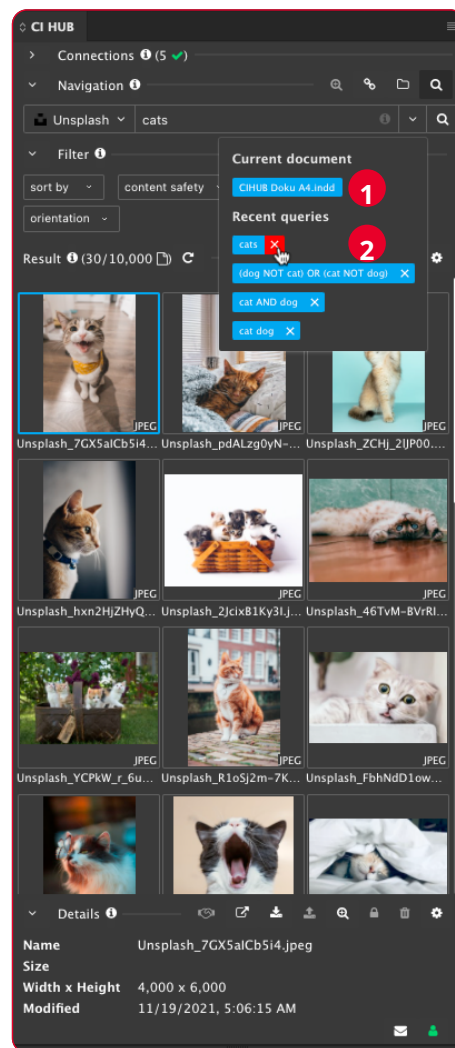 CI HUB
Connections (5 ✓)
Navigation
Unsplash cats
Filter
Current document
CIHUB Doku A4.indd
1
sort by content safety
Recent queries
orientation
cats ×
2
Result (30/10,000)
(dog NOT cat) OR (cat NOT dog) ×
cat AND dog ×
cat dog ×
JPEG JPEG JPEG
Unsplash_7GX5aICb5i4... Unsplash_pdALzg0yN-... Unsplash_ZCHj_2lJP00....
JPEG JPEG JPEG
Unsplash_hxn2HjZHyQ... Unsplash_2JcixB1Ky3I.j... Unsplash_46TvM-BVrRI...
JPEG JPEG JPEG
Unsplash_YCPkW_r_6u... Unsplash_R1oSj2m-7K... Unsplash_FbhNdD1ow...
Details
Name Unsplash_7GX5aICb5i4.jpeg
Size
Width x Height 4,000 x 6,000
Modified 11/19/2021, 5:06:15 AM